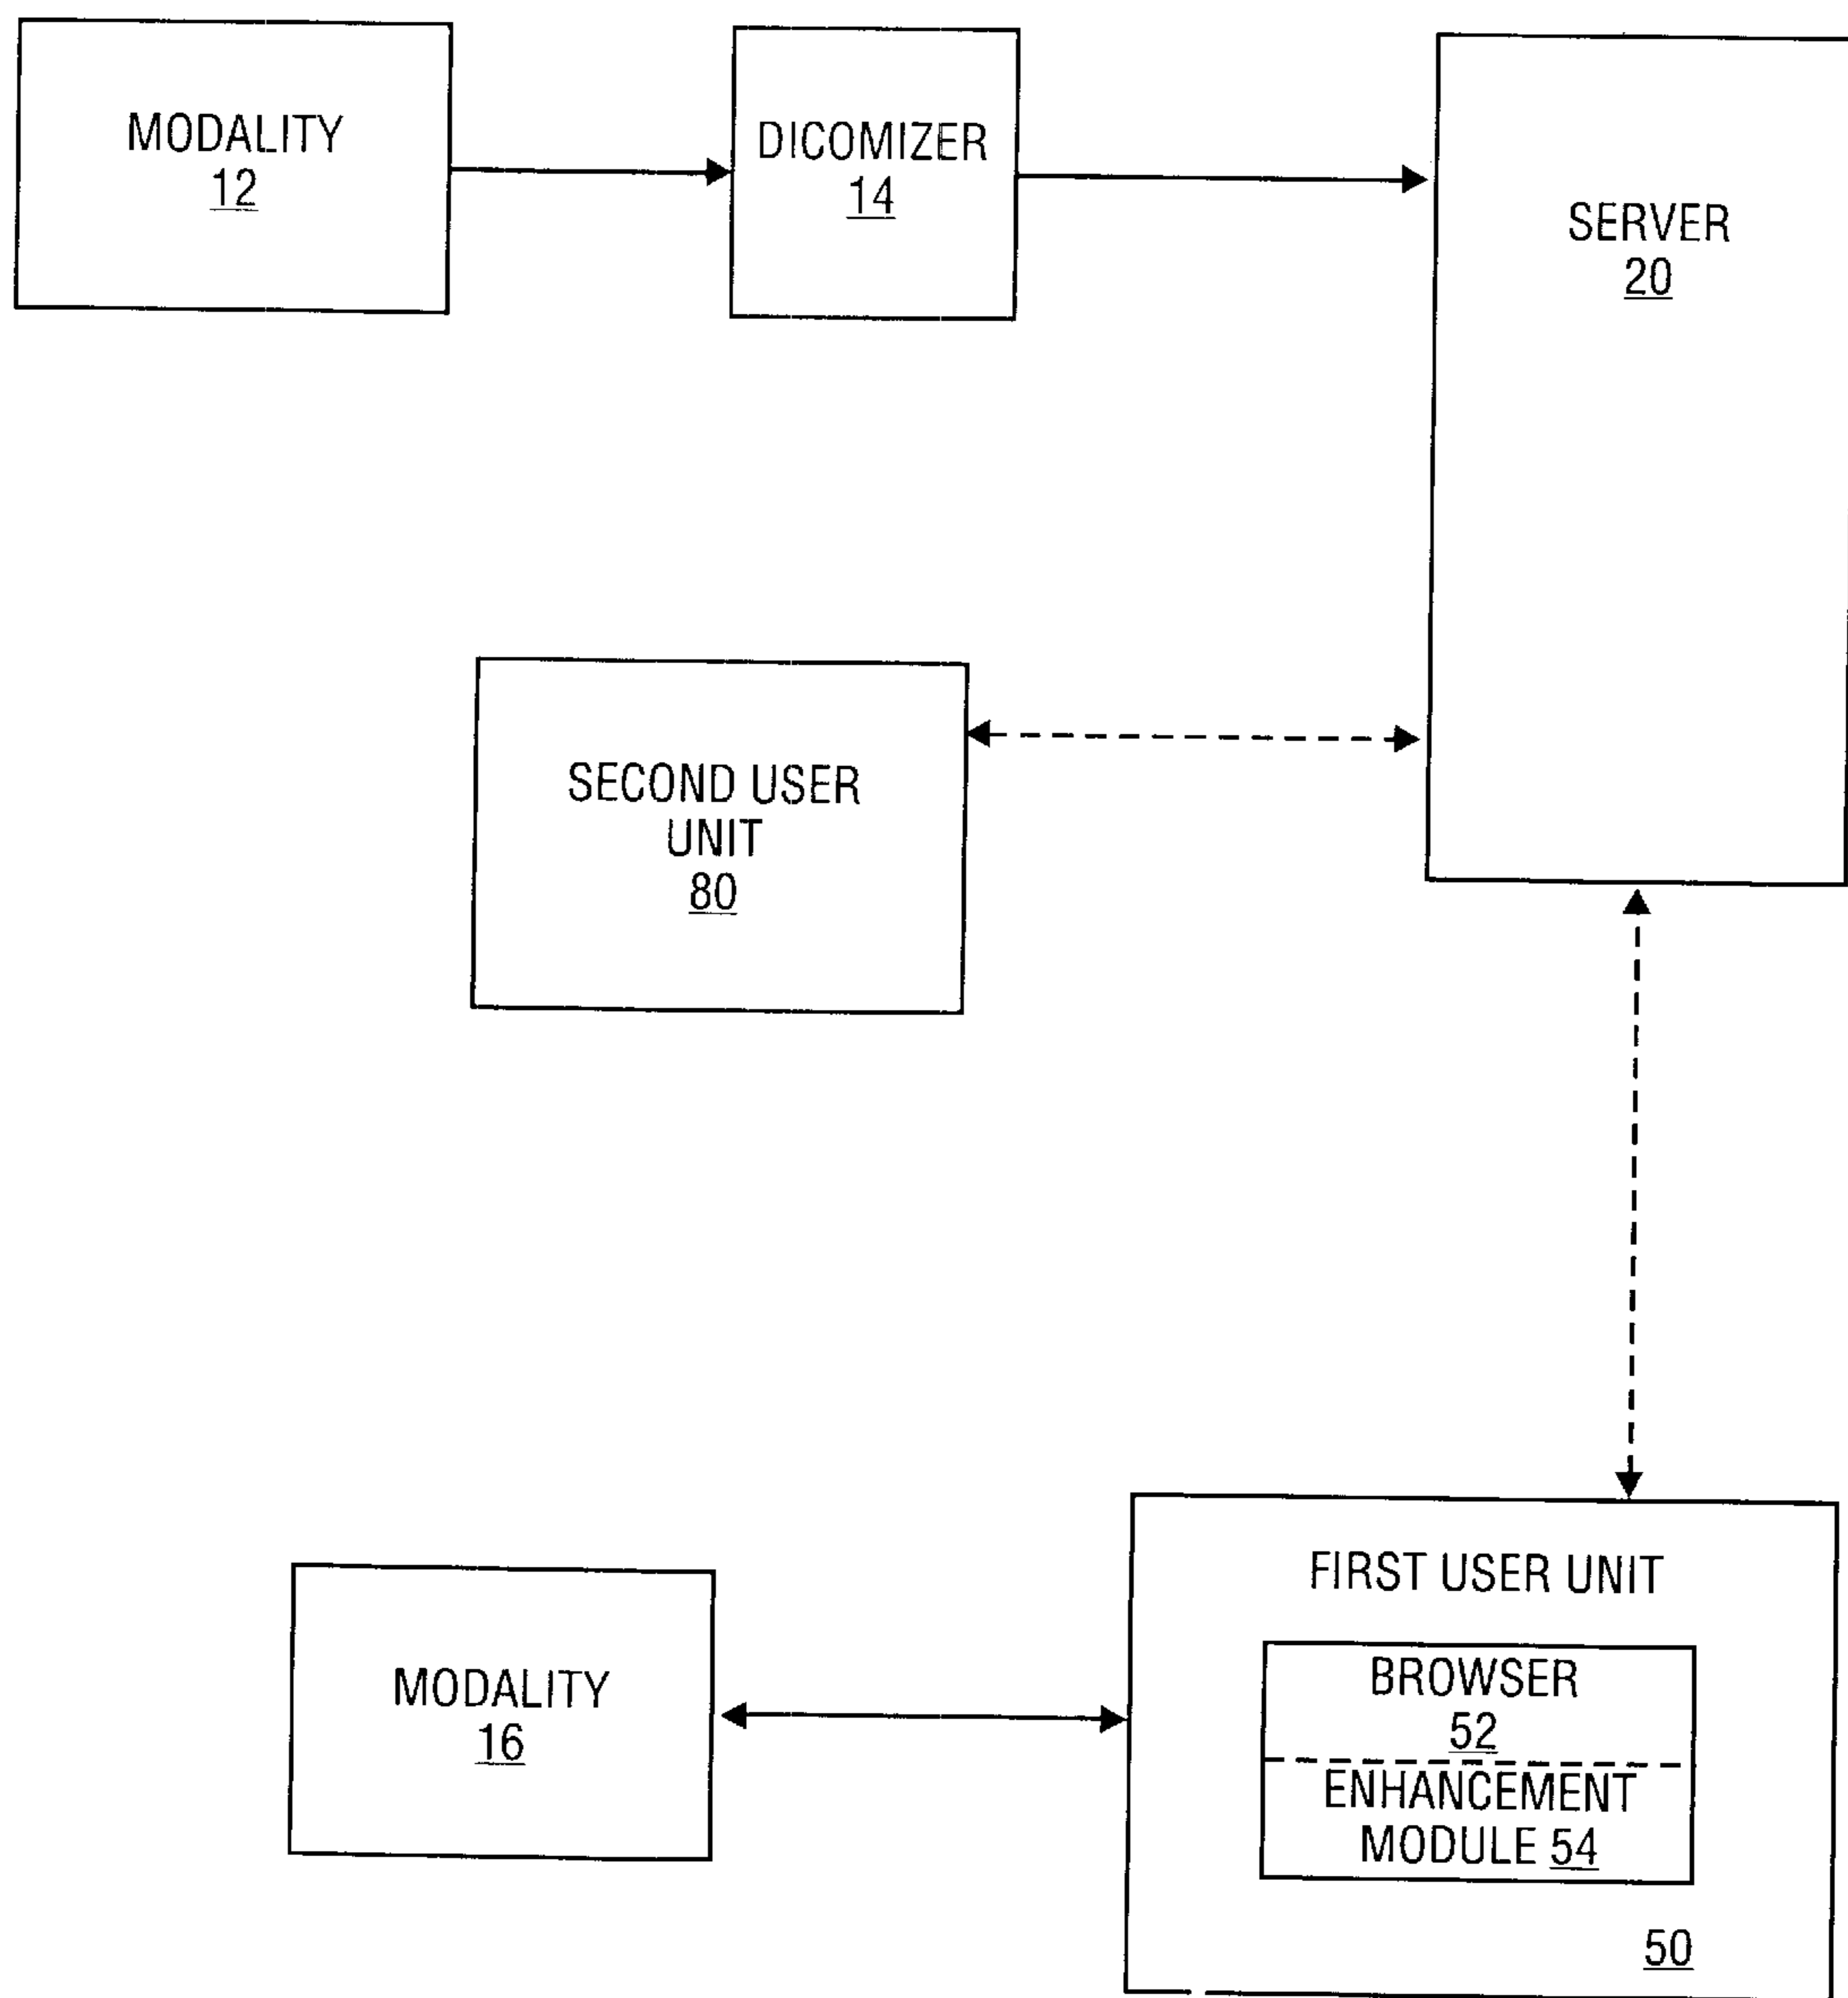 MODALITY
12
DICOMIZER
14
SERVER
20
SECOND USER
UNIT
80
FIRST USER UNIT
BROWSER
52
ENHANCEMENT
MODULE 54
50
MODALITY
16